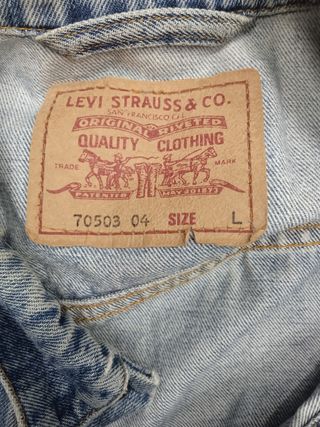 LEVI STRAUSS & CO.
SAN FRANCISCO CAL
ORIGINAL RIVETED
QUALITY CLOTHING
TRADE MARK
PATENTED MAY 20 1873
70503 04 SIZE L